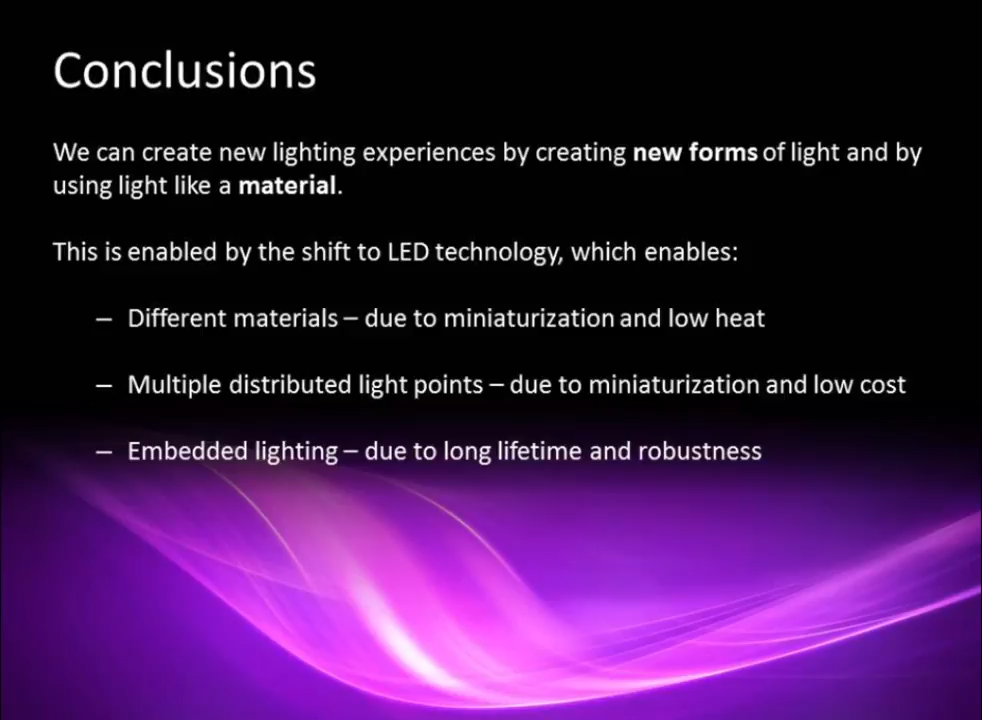 Conclusions
We can create new lighting experiences by creating new forms of light and by
using light like a material.
This is enabled by the shift to LED technology, which enables:
– Different materials – due to miniaturization and low heat
– Multiple distributed light points – due to miniaturization and low cost
– Embedded lighting – due to long lifetime and robustness